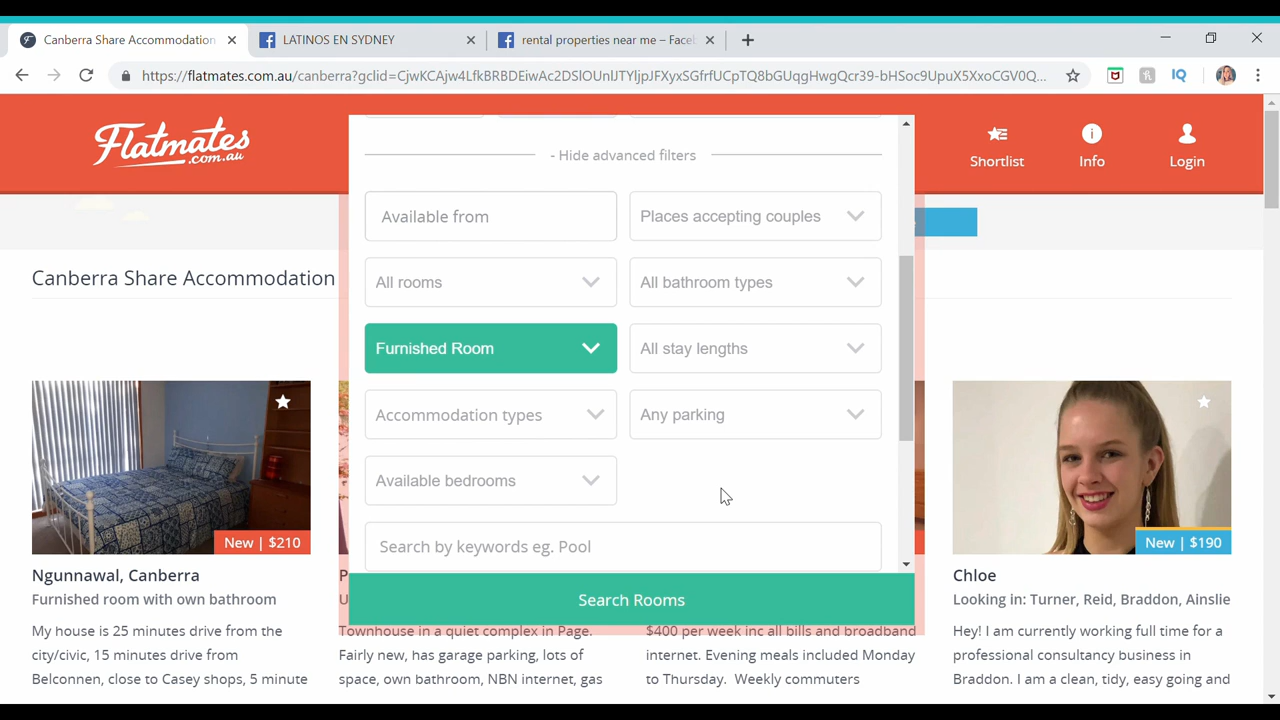 Canberra Share Accommodation
LATINOS EN SYDNEY
rental properties near me – Faceb
https://flatmates.com.au/canberra?gclid=
IQ
Flatmates
.com.au
Shortlist
Info
Login
- Hide advanced filters
Available from
Places accepting couples
All rooms
All bathroom types
Furnished Room
All stay lengths
Accommodation types
Any parking
Available bedrooms
Search by keywords eg. Pool
Search Rooms
Canberra Share Accommodation
New | $210
Ngunnawal, Canberra
Furnished room with own bathroom
My house is 25 minutes drive from the
city/civic, 15 minutes drive from
Belconnen, close to Casey shops, 5 minute
Townhouse in a quiet complex in Page.
Fairly new, has garage parking, lots of
space, own bathroom, NBN internet, gas
$400 per week inc all bills and broadband
internet. Evening meals included Monday
to Thursday. Weekly commuters
New | $190
Chloe
Looking in: Turner, Reid, Braddon, Ainslie
Hey! I am currently working full time for a
professional consultancy business in
Braddon. I am a clean, tidy, easy going and